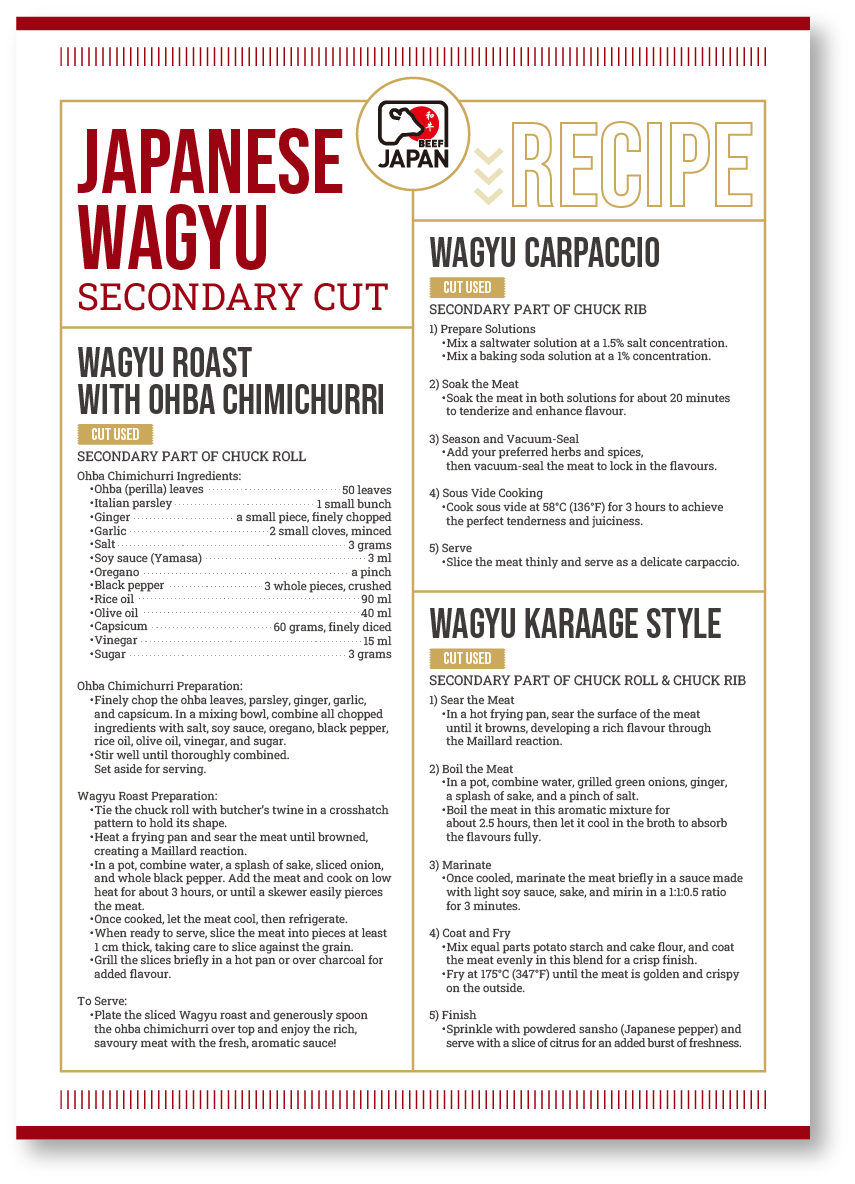 JAPANESE
WAGYU
SECONDARY CUT
和牛
BEEF
JAPAN
RECIPE
WAGYU ROAST
WITH OHBA CHIMICHURRI
CUT USED
SECONDARY PART OF CHUCK ROLL
Ohba Chimichurri Ingredients:
•Ohba (perilla) leaves 50 leaves
•Italian parsley 1 small bunch
•Ginger a small piece, finely chopped
•Garlic 2 small cloves, minced
•Salt 3 grams
•Soy sauce (Yamasa) 3 ml
•Oregano a pinch
•Black pepper 3 whole pieces, crushed
•Rice oil 90 ml
•Olive oil 40 ml
•Capsicum 60 grams, finely diced
•Vinegar 15 ml
•Sugar 3 grams
Ohba Chimichurri Preparation:
•Finely chop the ohba leaves, parsley, ginger, garlic,
and capsicum. In a mixing bowl, combine all chopped
ingredients with salt, soy sauce, oregano, black pepper,
rice oil, olive oil, vinegar, and sugar.
•Stir well until thoroughly combined.
Set aside for serving.
Wagyu Roast Preparation:
•Tie the chuck roll with butcher's twine in a crosshatch
pattern to hold its shape.
•Heat a frying pan and sear the meat until browned,
creating a Maillard reaction.
•In a pot, combine water, a splash of sake, sliced onion,
and whole black pepper. Add the meat and cook on low
heat for about 3 hours, or until a skewer easily pierces
the meat.
•Once cooked, let the meat cool, then refrigerate.
•When ready to serve, slice the meat into pieces at least
1 cm thick, taking care to slice against the grain.
•Grill the slices briefly in a hot pan or over charcoal for
added flavour.
To Serve:
•Plate the sliced Wagyu roast and generously spoon
the ohba chimichurri over top and enjoy the rich,
savoury meat with the fresh, aromatic sauce!
WAGYU CARPACCIO
CUT USED
SECONDARY PART OF CHUCK RIB
1) Prepare Solutions
•Mix a saltwater solution at a 1.5% salt concentration.
•Mix a baking soda solution at a 1% concentration.
2) Soak the Meat
•Soak the meat in both solutions for about 20 minutes
to tenderize and enhance flavour.
3) Season and Vacuum-Seal
•Add your preferred herbs and spices,
then vacuum-seal the meat to lock in the flavours.
4) Sous Vide Cooking
•Cook sous vide at 58°C (136°F) for 3 hours to achieve
the perfect tenderness and juiciness.
5) Serve
•Slice the meat thinly and serve as a delicate carpaccio.
WAGYU KARAAGE STYLE
CUT USED
SECONDARY PART OF CHUCK ROLL & CHUCK RIB
1) Sear the Meat
•In a hot frying pan, sear the surface of the meat
until it browns, developing a rich flavour through
the Maillard reaction.
2) Boil the Meat
•In a pot, combine water, grilled green onions, ginger,
a splash of sake, and a pinch of salt.
•Boil the meat in this aromatic mixture for
about 2.5 hours, then let it cool in the broth to absorb
the flavours fully.
3) Marinate
•Once cooled, marinate the meat briefly in a sauce made
with light soy sauce, sake, and mirin in a 1:1:0.5 ratio
for 3 minutes.
4) Coat and Fry
•Mix equal parts potato starch and cake flour, and coat
the meat evenly in this blend for a crisp finish.
•Fry at 175°C (347°F) until the meat is golden and crispy
on the outside.
5) Finish
•Sprinkle with powdered sansho (Japanese pepper) and
serve with a slice of citrus for an added burst of freshness.